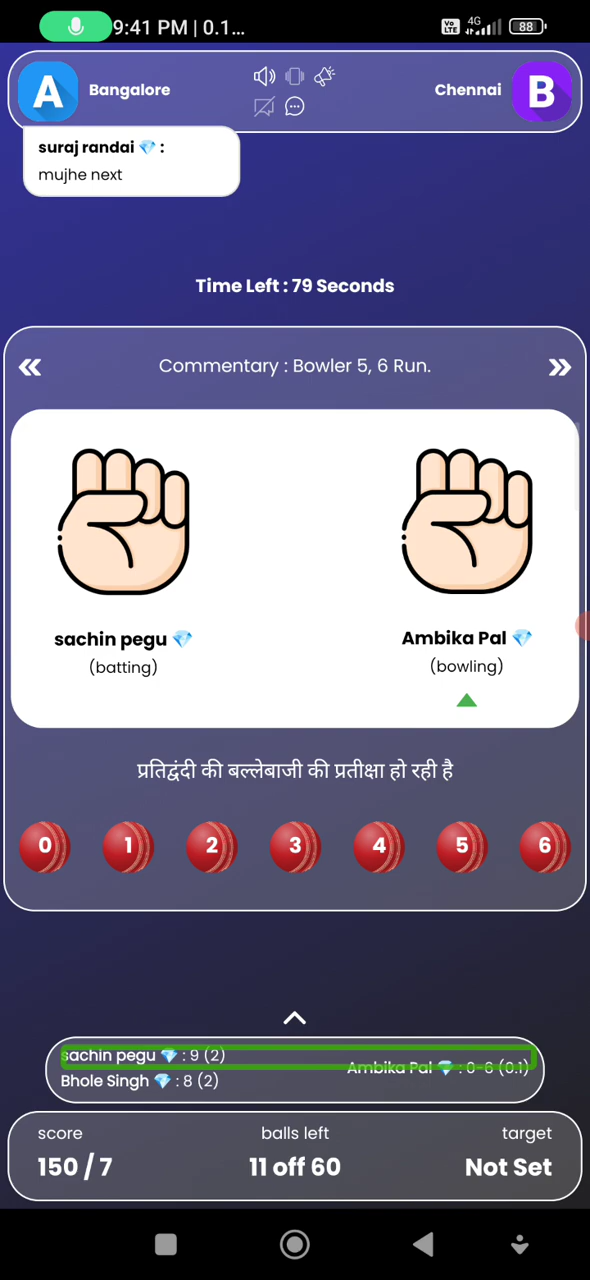 9:41 PM | 0.1...
Vo LTE 4G 88
A Bangalore Chennai B
suraj randai 💎 :
mujhe next
Time Left : 79 Seconds
Commentary : Bowler 5, 6 Run.
sachin pegu 💎 Ambika Pal 💎
(batting) (bowling)
प्रतिद्वंदी की बल्लेबाजी की प्रतीक्षा हो रही है
0 1 2 3 4 5 6
sachin pegu 💎 : 9 (2)
Ambika Pal 💎 : 0-6 (0.1)
Bhole Singh 💎 : 8 (2)
score balls left target
150 / 7 11 off 60 Not Set